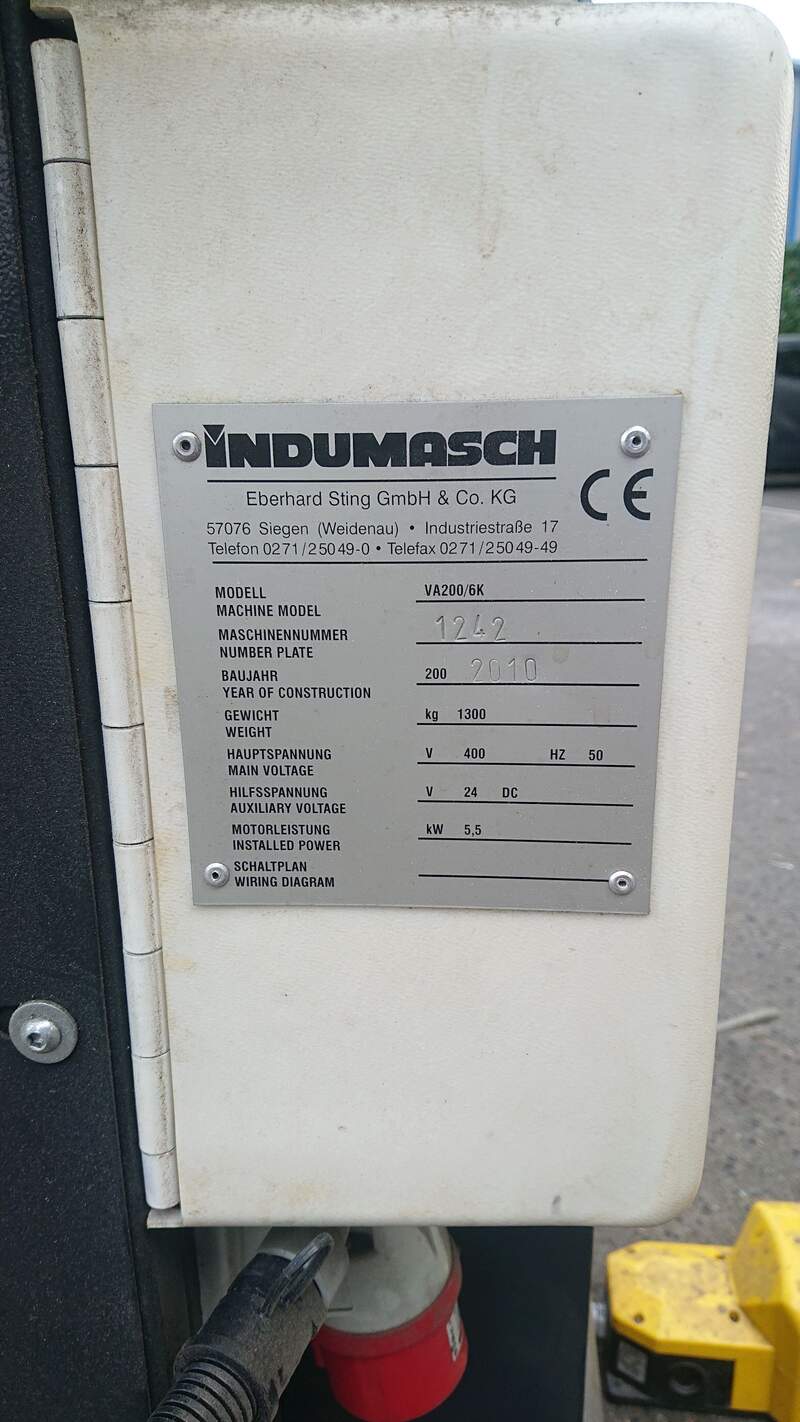 INDUMASCH
Eberhard Sting GmbH & Co. KG
CE
57076 Siegen (Weidenau) • Industriestraße 17
Telefon 0271/25049-0 • Telefax 0271/25049-49
MODELL VA200/6K
MACHINE MODEL
MASCHINENNUMMER 1242
NUMBER PLATE
BAUJAHR 200 2010
YEAR OF CONSTRUCTION
GEWICHT kg 1300
WEIGHT
HAUPTSPANNUNG V 400 HZ 50
MAIN VOLTAGE
HILFSSPANNUNG V 24 DC
AUXILIARY VOLTAGE
MOTORLEISTUNG kW 5,5
INSTALLED POWER
SCHALTPLAN
WIRING DIAGRAM